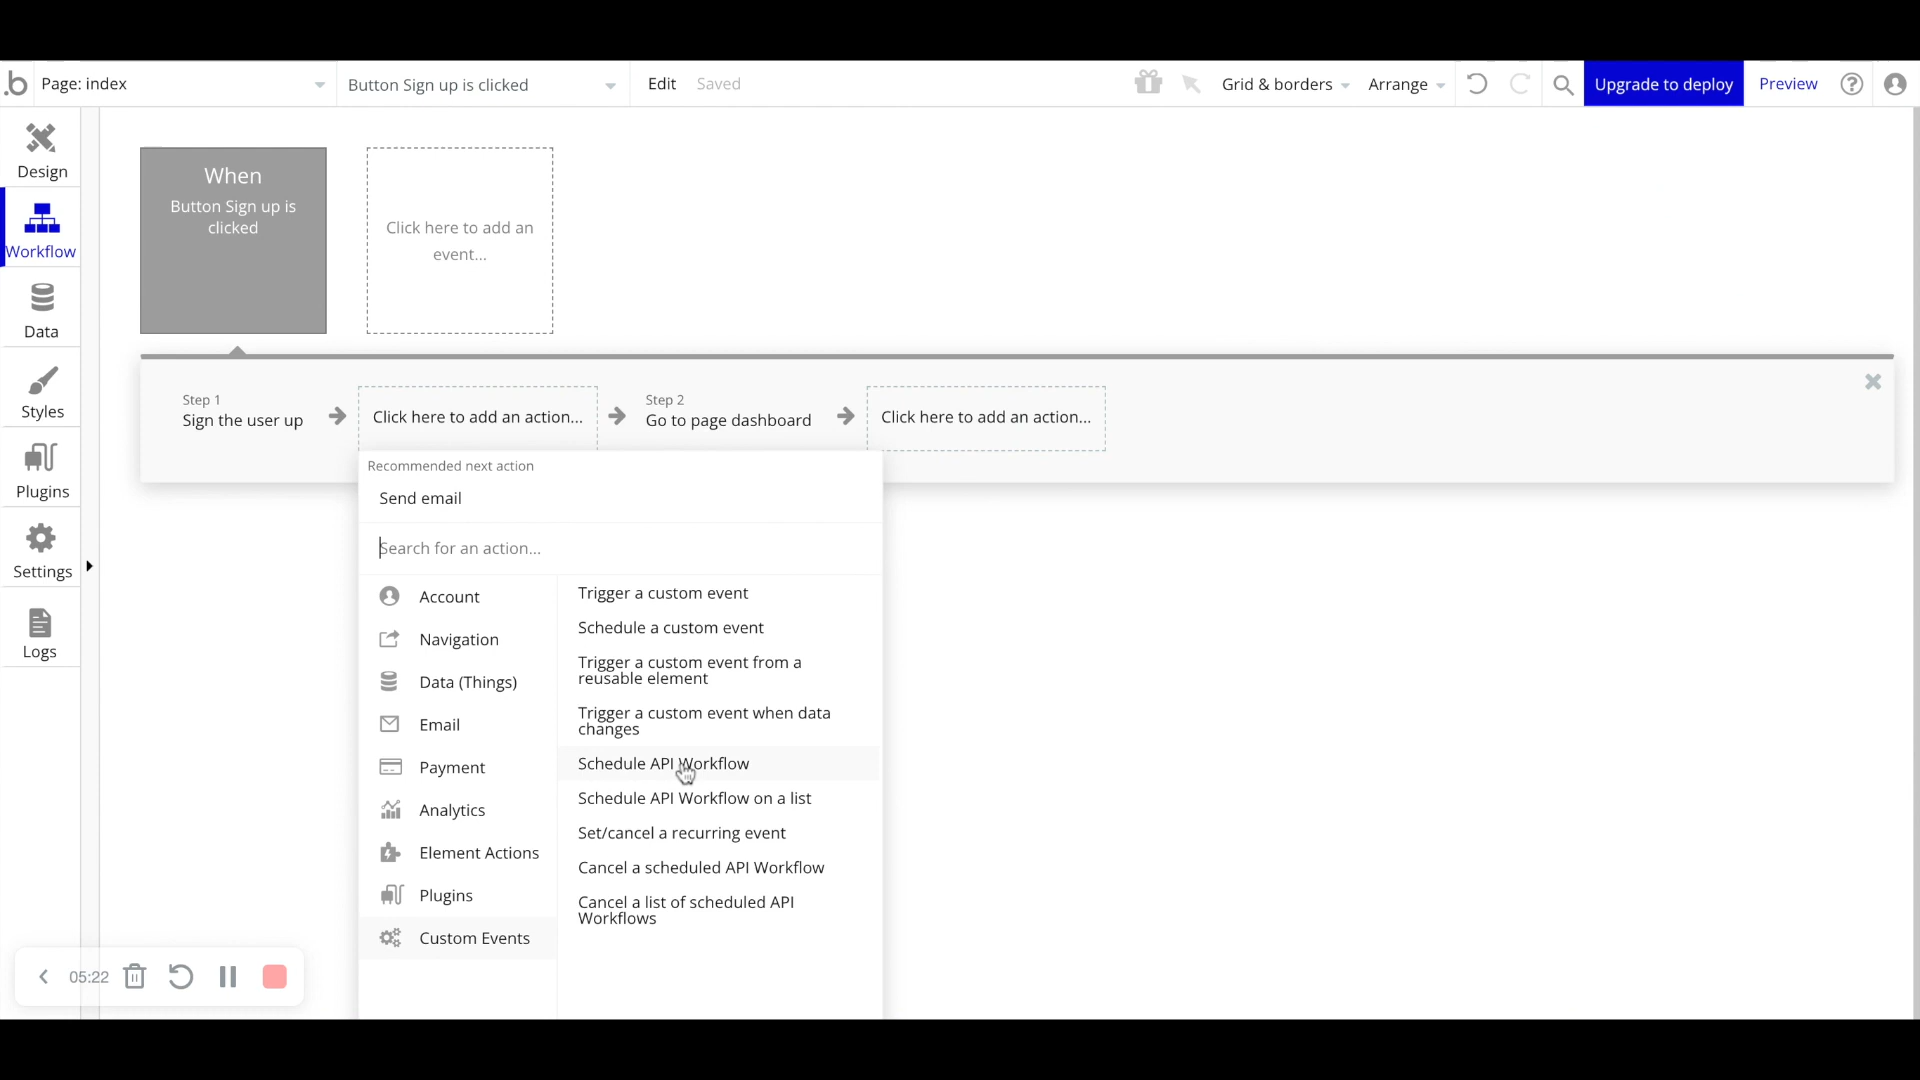 b Page: index Button Sign up is clicked Edit Saved Grid & borders Arrange Upgrade to deploy Preview ?
Design
Workflow
Data
Styles
Plugins
Settings
Logs
When
Button Sign up is
clicked
Click here to add an
event...
Step 1
Sign the user up
Click here to add an action...
Step 2
Go to page dashboard
Click here to add an action...
Recommended next action
Send email
Search for an action...
Account
Navigation
Data (Things)
Email
Payment
Analytics
Element Actions
Plugins
Custom Events
Trigger a custom event
Schedule a custom event
Trigger a custom event from a
reusable element
Trigger a custom event when data
changes
Schedule API Workflow
Schedule API Workflow on a list
Set/cancel a recurring event
Cancel a scheduled API Workflow
Cancel a list of scheduled API
Workflows
05:22